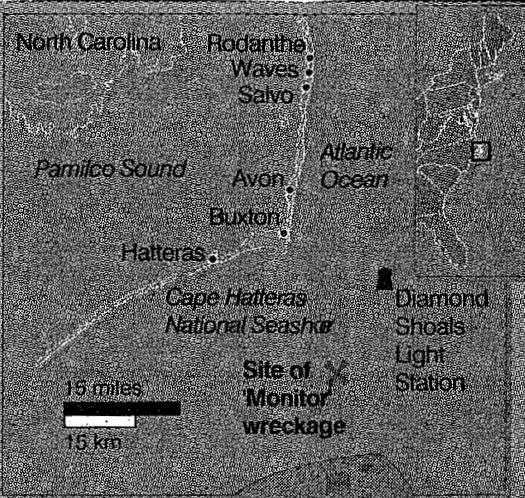 North Carolina
Rodanthe
Waves
Salvo
Atlantic
Ocean
Pamlico Sound
Avon
Buxton
Hatteras
Cape Hatteras
National Seashor
Diamond
Shoals
Light
Station
Site of
'Monitor'
wreckage
15 miles
15 km